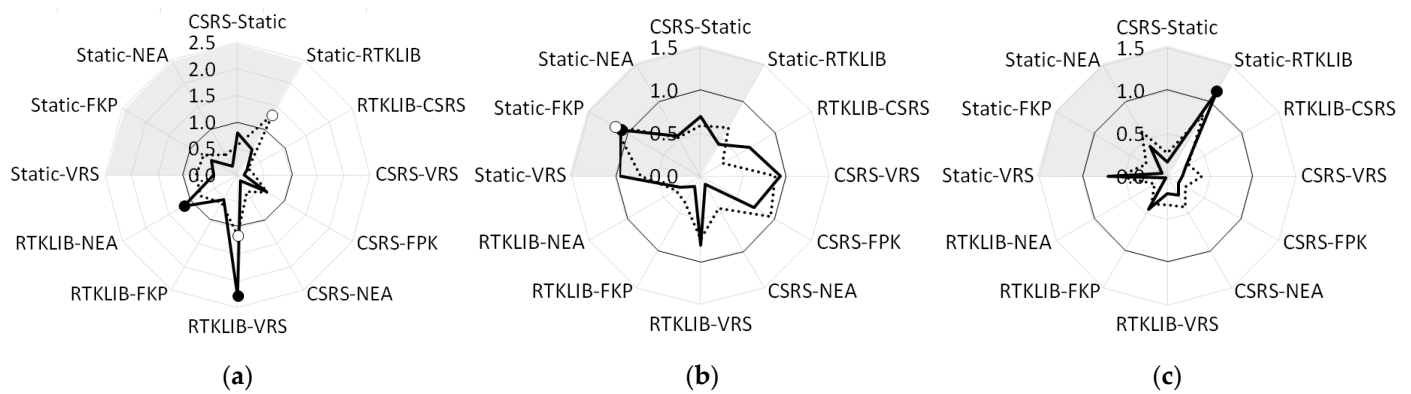 CSRS-Static
2.5
Static-NEA
Static-RTKLIB
2.0
1.5
Static-FKP
RTKLIB-CSRS
1.0
0.5
Static-VRS
0.0
CSRS-VRS
RTKLIB-NEA
CSRS-FPK
RTKLIB-FKP
CSRS-NEA
RTKLIB-VRS
(a)
CSRS-Static
1.5
Static-NEA
Static-RTKLIB
1.0
Static-FKP
RTKLIB-CSRS
0.5
Static-VRS
0.0
CSRS-VRS
RTKLIB-NEA
CSRS-FPK
RTKLIB-FKP
CSRS-NEA
RTKLIB-VRS
(b)
CSRS-Static
1.5
Static-NEA
Static-RTKLIB
1.0
Static-FKP
RTKLIB-CSRS
0.5
Static-VRS
0.0
CSRS-VRS
RTKLIB-NEA
CSRS-FPK
RTKLIB-FKP
CSRS-NEA
RTKLIB-VRS
(c)